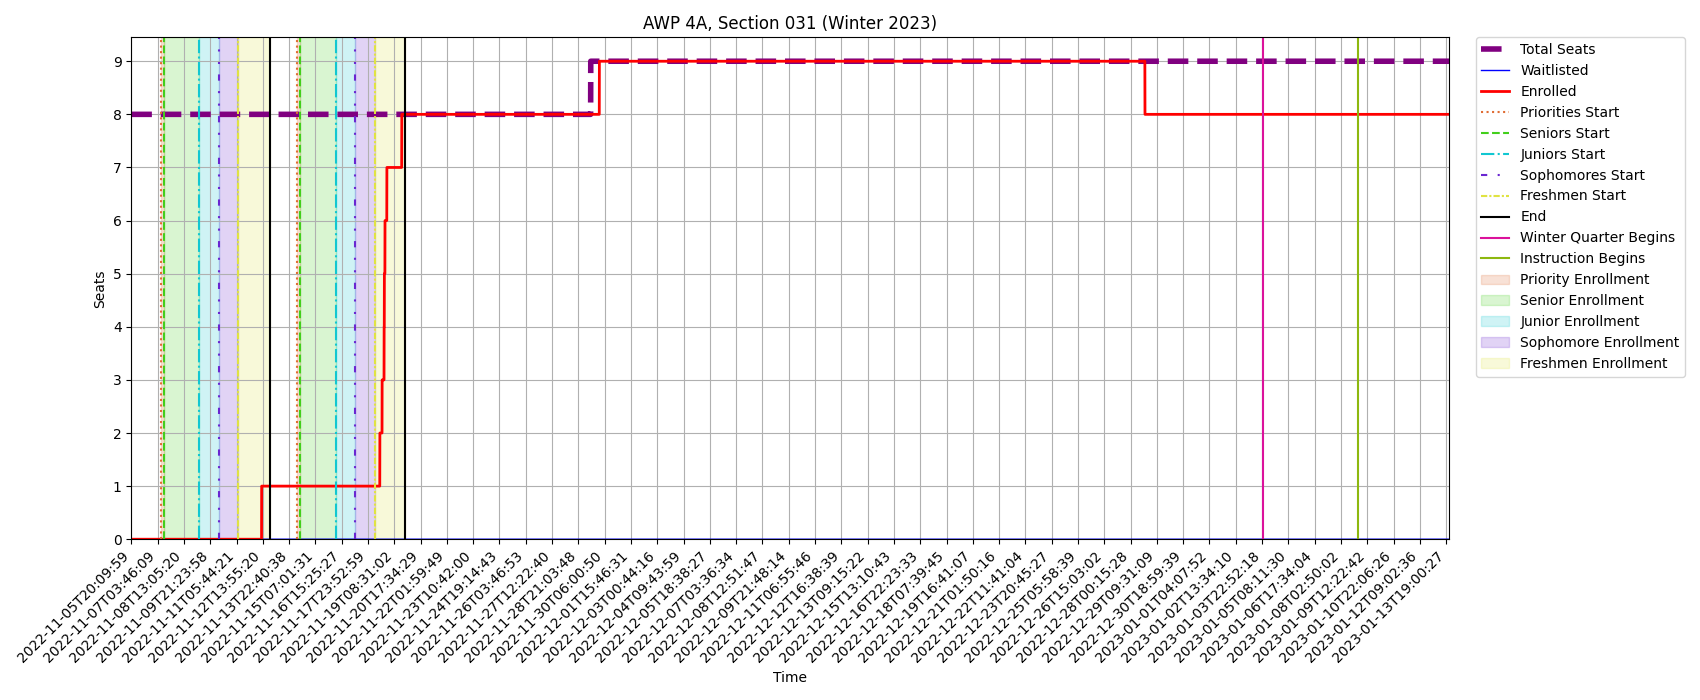 AWP 4A, Section 031 (Winter 2023)
Seats
9
8
7
6
5
4
3
2
1
0
2022-11-05T20:09:59
2022-11-07T03:46:09
2022-11-08T13:05:20
2022-11-09T21:23:58
2022-11-11T05:44:21
2022-11-12T13:55:20
2022-11-13T22:40:38
2022-11-15T07:01:31
2022-11-16T15:25:27
2022-11-17T23:52:59
2022-11-19T08:31:02
2022-11-20T17:34:29
2022-11-22T01:59:49
2022-11-23T10:42:00
2022-11-24T19:14:43
2022-11-26T03:46:53
2022-11-27T12:22:40
2022-11-28T21:03:48
2022-11-30T06:00:50
2022-12-01T15:46:31
2022-12-03T00:44:16
2022-12-04T09:43:59
2022-12-05T18:38:27
2022-12-07T03:36:34
2022-12-08T12:51:47
2022-12-09T21:48:14
2022-12-11T06:55:46
2022-12-12T16:38:39
2022-12-13T09:15:22
2022-12-15T13:10:43
2022-12-16T22:23:33
2022-12-18T07:39:45
2022-12-19T16:41:07
2022-12-21T01:50:16
2022-12-22T11:41:04
2022-12-23T20:45:27
2022-12-25T05:58:39
2022-12-26T15:03:02
2022-12-28T00:15:28
2022-12-29T09:31:09
2022-12-30T18:59:39
2023-01-01T04:07:52
2023-01-02T13:34:10
2023-01-03T22:52:18
2023-01-05T08:11:30
2023-01-06T17:34:04
2023-01-08T02:50:02
2023-01-09T12:22:42
2023-01-10T22:06:26
2023-01-12T09:02:36
2023-01-13T19:00:27
Time
Total Seats
Waitlisted
Enrolled
Priorities Start
Seniors Start
Juniors Start
Sophomores Start
Freshmen Start
End
Winter Quarter Begins
Instruction Begins
Priority Enrollment
Senior Enrollment
Junior Enrollment
Sophomore Enrollment
Freshmen Enrollment